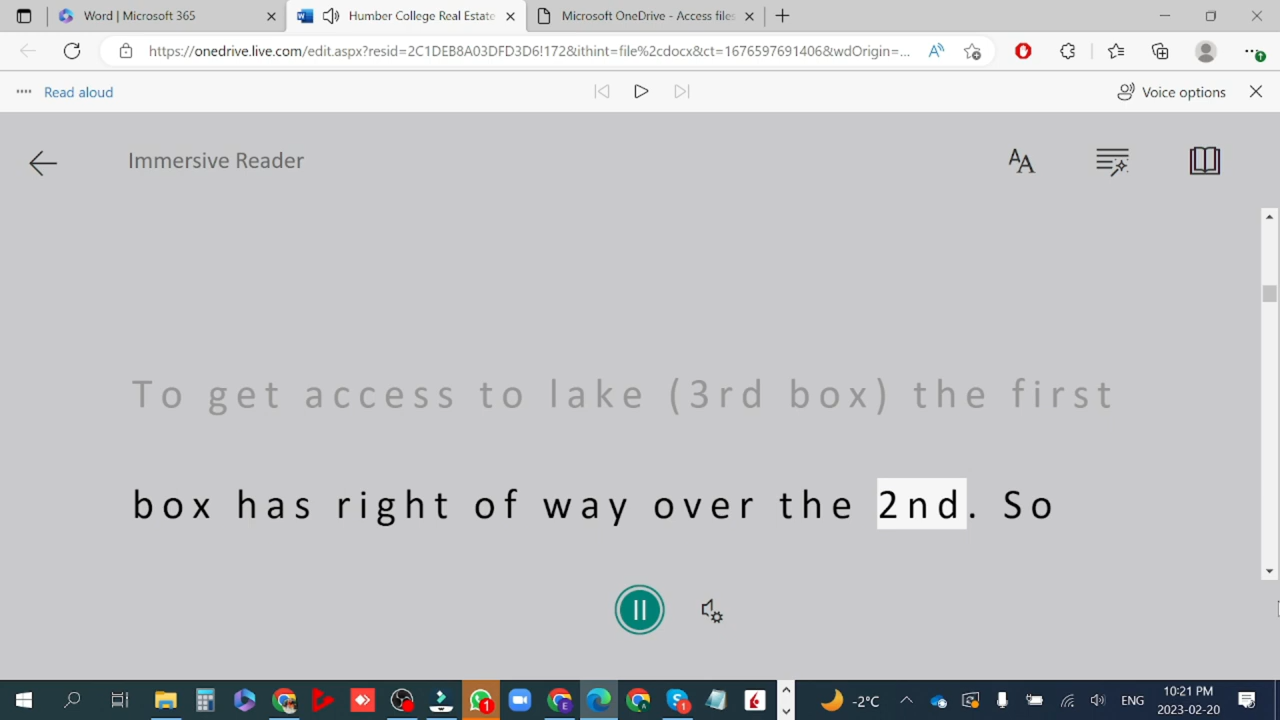 Word | Microsoft 365
Humber College Real Estate
Microsoft OneDrive - Access files
https://onedrive.live.com/edit.aspx?resid=2C1DEB8A03DFD3D6!172&ithint=file%2cdocx&ct=1676597691406&wdOrigin=...
Read aloud
Voice options
Immersive Reader
To get access to lake (3rd box) the first
box has right of way over the 2nd. So
-2°C
ENG
10:21 PM
2023-02-20